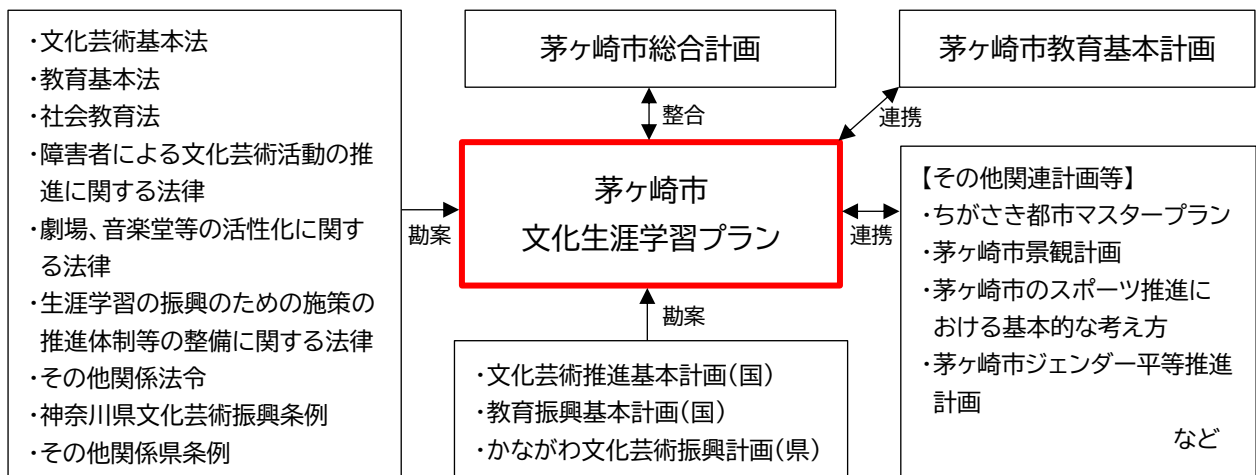 ・文化芸術基本法
・教育基本法
・社会教育法
・障害者による文化芸術活動の推
進に関する法律
・劇場、音楽堂等の活性化に関す
る法律
・生涯学習の振興のための施策の
推進体制等の整備に関する法律
・その他関係法令
・神奈川県文化芸術振興条例
・その他関係県条例
勘案
茅ヶ崎市総合計画
整合
茅ヶ崎市教育基本計画
連携
茅ヶ崎市
文化生涯学習プラン
連携
勘案
・文化芸術推進基本計画(国)
・教育振興基本計画(国)
・かながわ文化芸術振興計画(県)
【その他関連計画等】
・ちがさき都市マスタープラン
・茅ヶ崎市景観計画
・茅ヶ崎市のスポーツ推進に
おける基本的な考え方
・茅ヶ崎市ジェンダー平等推進
計画
など